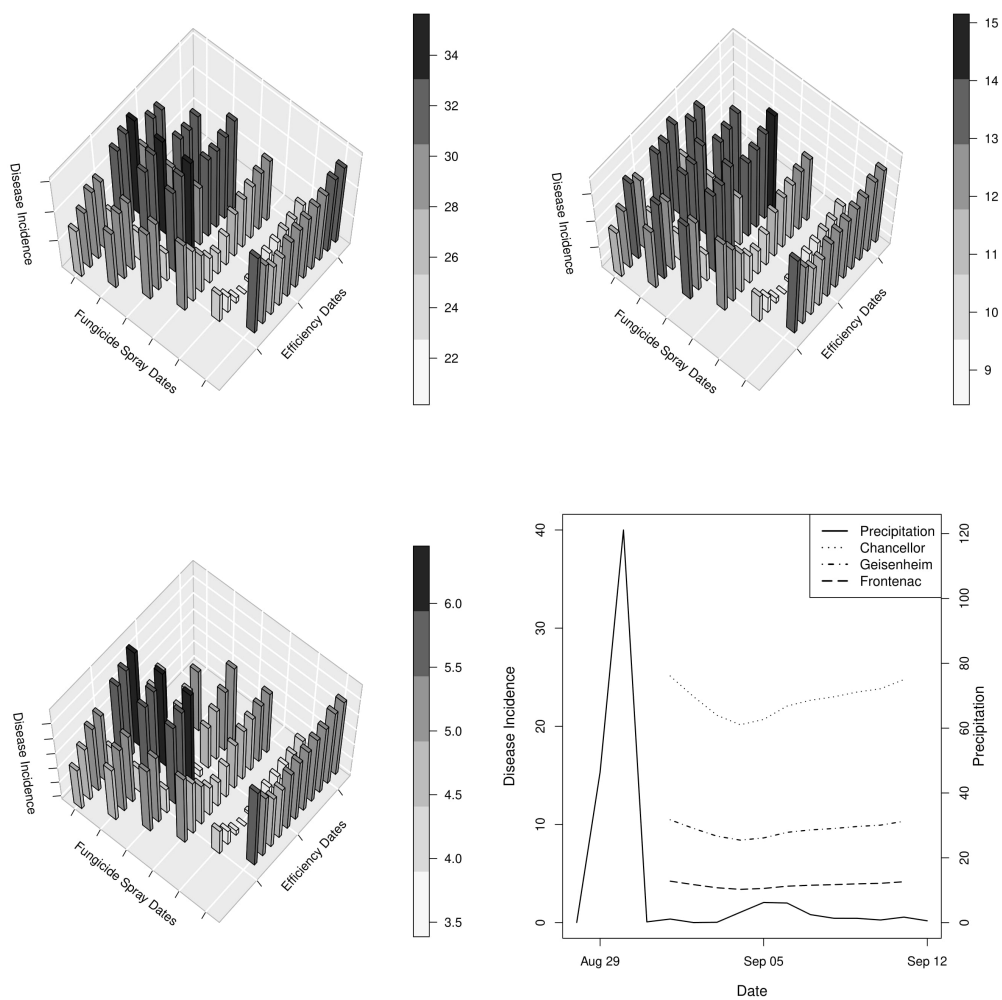 Disease Incidence
Fungicide Spray Dates
Efficiency Dates
34
32
30
28
26
24
22
Disease Incidence
Fungicide Spray Dates
Efficiency Dates
15
14
13
12
11
10
9
Disease Incidence
Fungicide Spray Dates
Efficiency Dates
6.0
5.5
5.0
4.5
4.0
3.5
Disease Incidence
40
30
20
10
0
Precipitation
Chancellor
Geisenheim
Frontenac
120
100
80
60
40
20
0
Precipitation
Aug 29
Sep 05
Sep 12
Date